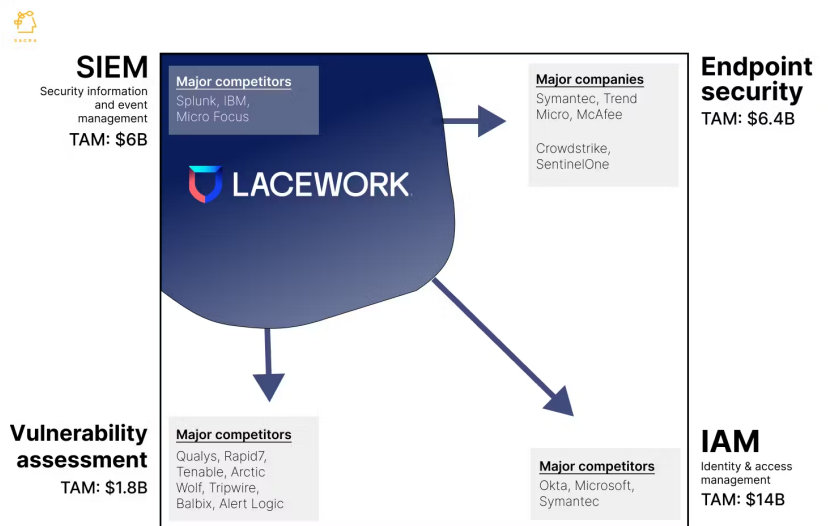 SACRA
SIEM
Security information
and event
management
TAM: $6B
Major competitors
Splunk, IBM,
Micro Focus
LACEWORK
Major companies
Symantec, Trend
Micro, McAfee
Crowdstrike,
SentinelOne
Endpoint
security
TAM: $6.4B
Vulnerability
assessment
TAM: $1.8B
Major competitors
Qualys, Rapid7,
Tenable, Arctic
Wolf, Tripwire,
Balbix, Alert Logic
Major competitors
Okta, Microsoft,
Symantec
IAM
Identity & access
management
TAM: $14B